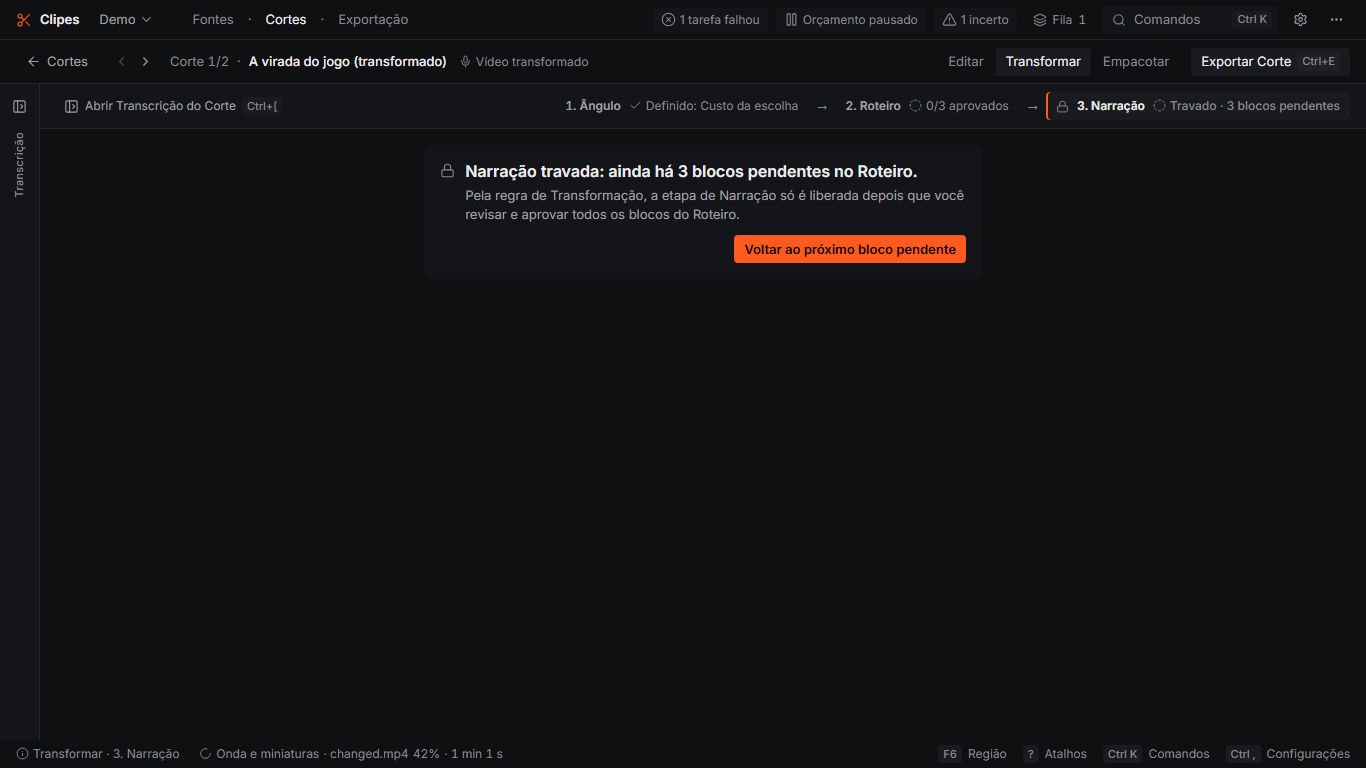 Clipes Demo Fontes · Cortes · Exportação 1 tarefa falhou Orçamento pausado 1 incerto Fila 1 Comandos Ctrl K
← Cortes Corte 1/2 · A virada do jogo (transformado) Vídeo transformado Editar Transformar Empacotar Exportar Corte Ctrl+E
Abrir Transcrição do Corte Ctrl+[ 1. Ângulo Definido: Custo da escolha → 2. Roteiro 0/3 aprovados → 3. Narração Travado · 3 blocos pendentes
Transcrição
Narração travada: ainda há 3 blocos pendentes no Roteiro.
Pela regra de Transformação, a etapa de Narração só é liberada depois que você
revisar e aprovar todos os blocos do Roteiro.
Voltar ao próximo bloco pendente
Transformar · 3. Narração Onda e miniaturas · changed.mp4 42% · 1 min 1 s F6 Região ? Atalhos Ctrl K Comandos Ctrl , Configurações